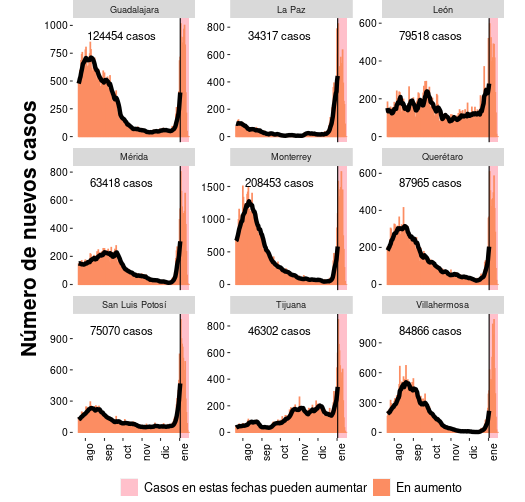 Número de nuevos casos
Guadalajara
La Paz
León
1000
750
500
250
0
124454 casos
800
600
400
200
0
34317 casos
600
400
200
0
79518 casos
Mérida
Monterrey
Querétaro
800
600
400
200
0
63418 casos
1500
1000
500
0
208453 casos
600
400
200
0
87965 casos
San Luis Potosí
Tijuana
Villahermosa
900
600
300
0
75070 casos
800
600
400
200
0
46302 casos
900
600
300
0
84866 casos
ago sep oct nov dic ene
ago sep oct nov dic ene
ago sep oct nov dic ene
Casos en estas fechas pueden aumentar En aumento